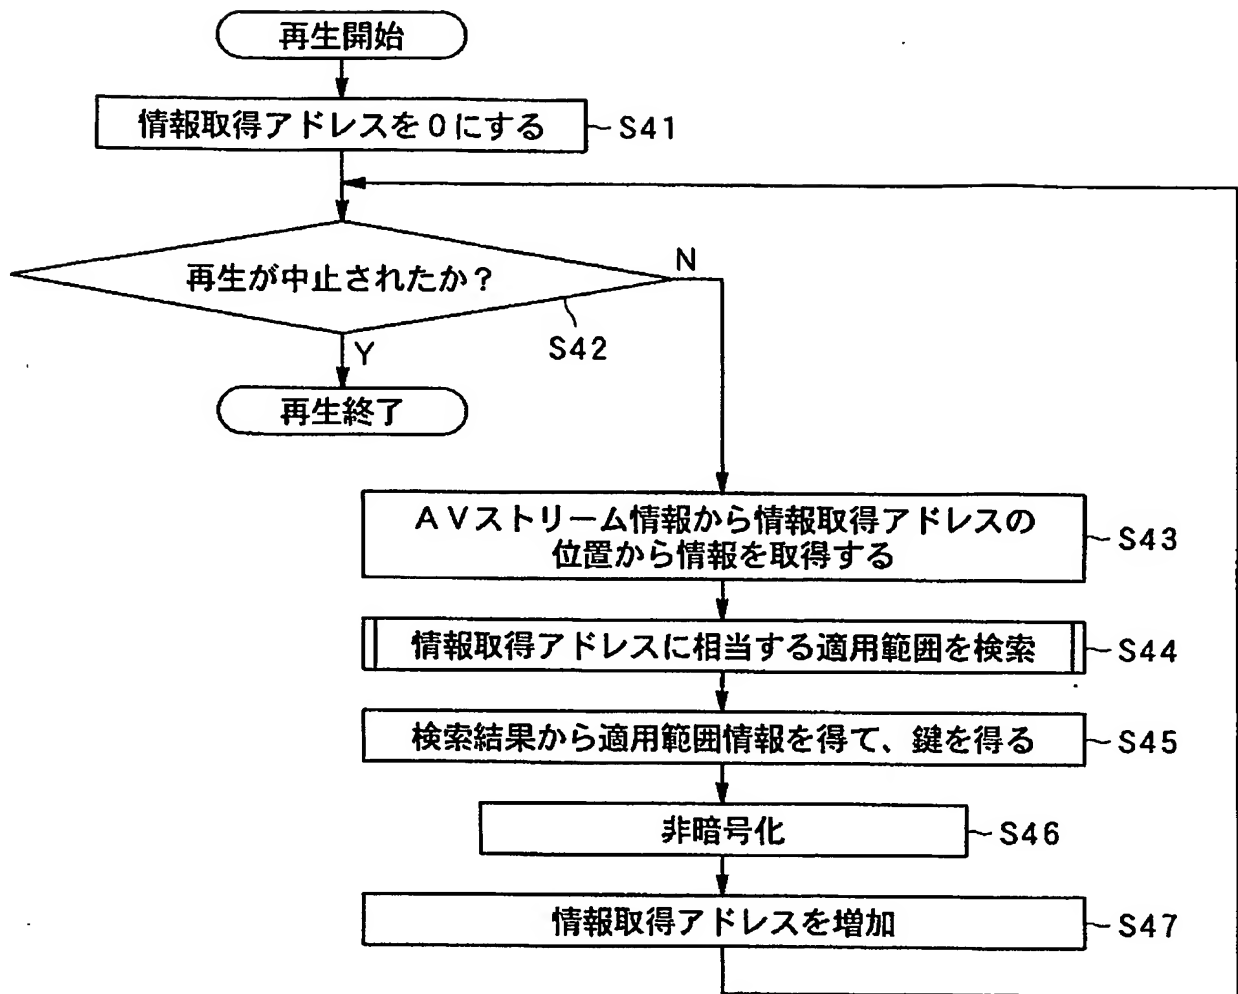 再生開始
情報取得アドレスを0にする
S41
再生が中止されたか?
N
S42
Y
再生終了
AVストリーム情報から情報取得アドレスの
位置から情報を取得する
S43
情報取得アドレスに相当する適用範囲を検索
S44
検索結果から適用範囲情報を得て、鍵を得る
S45
非暗号化
S46
情報取得アドレスを増加
S47